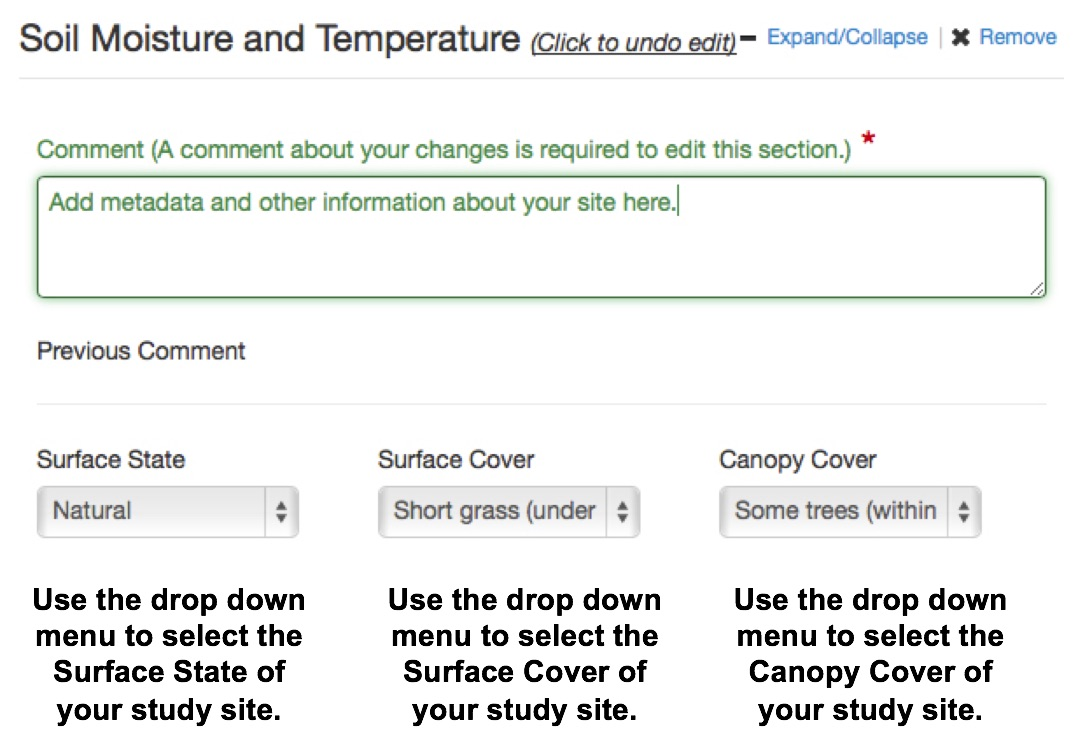 Soil Moisture and Temperature (Click to undo edit) Expand/Collapse | ✖ Remove
Comment (A comment about your changes is required to edit this section.) *
Add metadata and other information about your site here.
Previous Comment
Surface State Surface Cover Canopy Cover
Natural Short grass (under Some trees (within
Use the drop down menu to select the Surface State of your study site.
Use the drop down menu to select the Surface Cover of your study site.
Use the drop down menu to select the Canopy Cover of your study site.